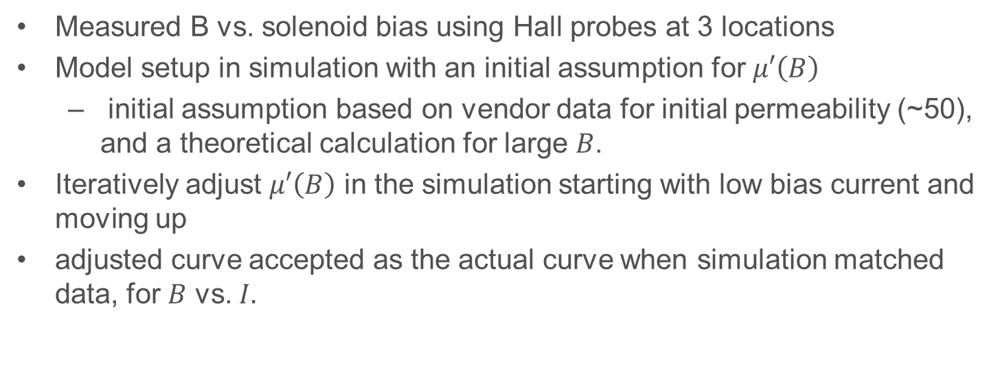 • Measured B vs. solenoid bias using Hall probes at 3 locations
• Model setup in simulation with an initial assumption for μ′(B)
– initial assumption based on vendor data for initial permeability (~50),
and a theoretical calculation for large B.
• Iteratively adjust μ′(B) in the simulation starting with low bias current and
moving up
• adjusted curve accepted as the actual curve when simulation matched
data, for B vs. I.